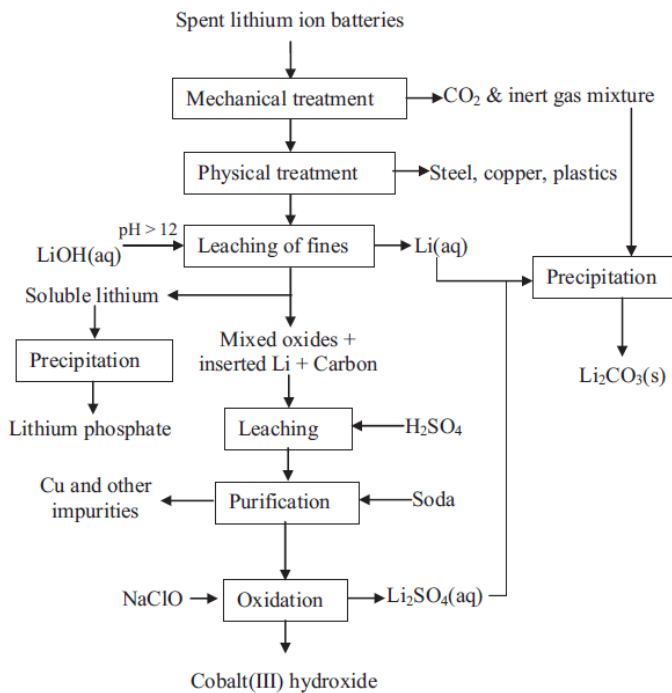 Spent lithium ion batteries
Mechanical treatment
CO₂ & inert gas mixture
Physical treatment
Steel, copper, plastics
pH > 12
LiOH(aq)
Leaching of fines
Li(aq)
Precipitation
Soluble lithium
Mixed oxides +
inserted Li + Carbon
Precipitation
Li₂CO₃(s)
Lithium phosphate
Leaching
H₂SO₄
Cu and other
impurities
Purification
Soda
NaClO
Oxidation
Li₂SO₄(aq)
Cobalt(III) hydroxide